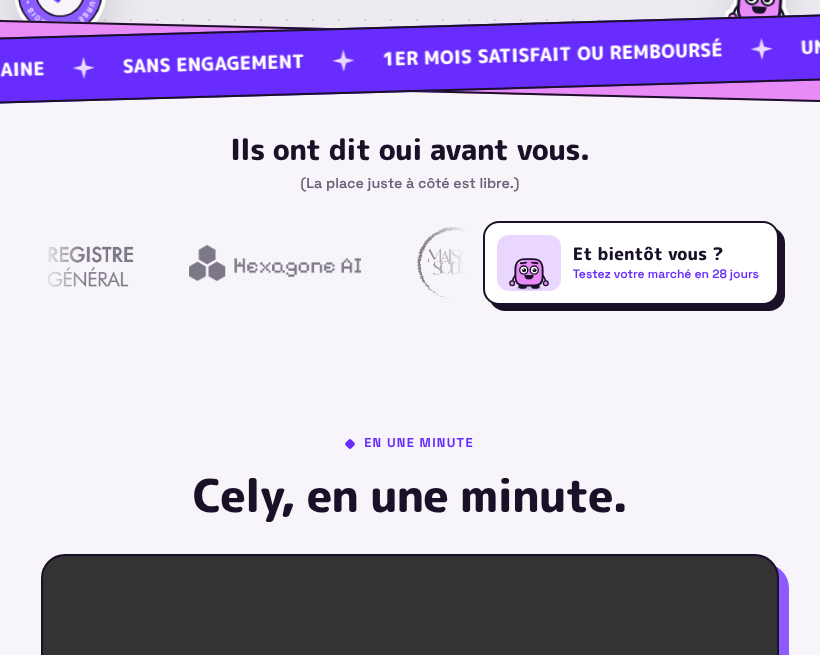 AINE ✦ SANS ENGAGEMENT ✦ 1ER MOIS SATISFAIT OU REMBOURSÉ ✦ UN
Ils ont dit oui avant vous.
(La place juste à côté est libre.)
REGISTRE
GÉNÉRAL
Hexagone AI
Et bientôt vous ?
Testez votre marché en 28 jours
EN UNE MINUTE
Cely, en une minute.